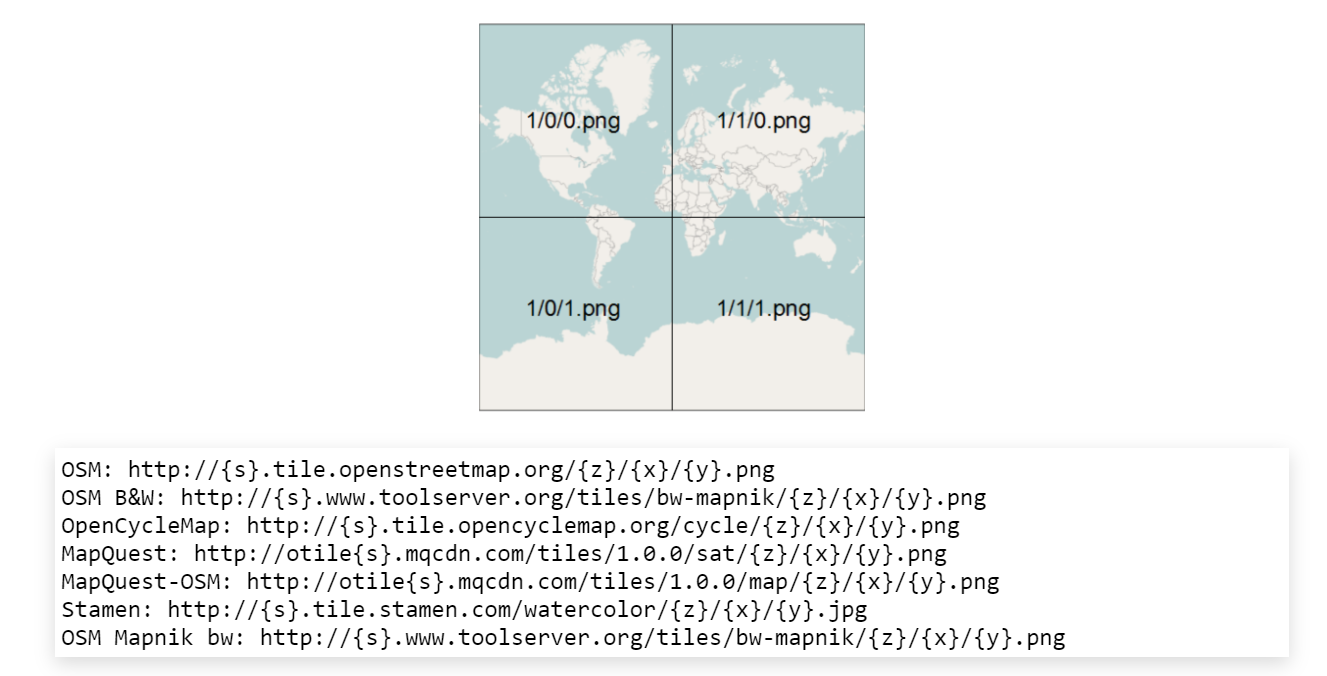 1/0/0.png
1/1/0.png
1/0/1.png
1/1/1.png
OSM: http://{s}.tile.openstreetmap.org/{z}/{x}/{y}.png
OSM B&W: http://{s}.www.toolserver.org/tiles/bw-mapnik/{z}/{x}/{y}.png
OpenCycleMap: http://{s}.tile.opencyclemap.org/cycle/{z}/{x}/{y}.png
MapQuest: http://otile{s}.mqcdn.com/tiles/1.0.0/sat/{z}/{x}/{y}.png
MapQuest-OSM: http://otile{s}.mqcdn.com/tiles/1.0.0/map/{z}/{x}/{y}.png
Stamen: http://{s}.tile.stamen.com/watercolor/{z}/{x}/{y}.jpg
OSM Mapnik bw: http://{s}.www.toolserver.org/tiles/bw-mapnik/{z}/{x}/{y}.png